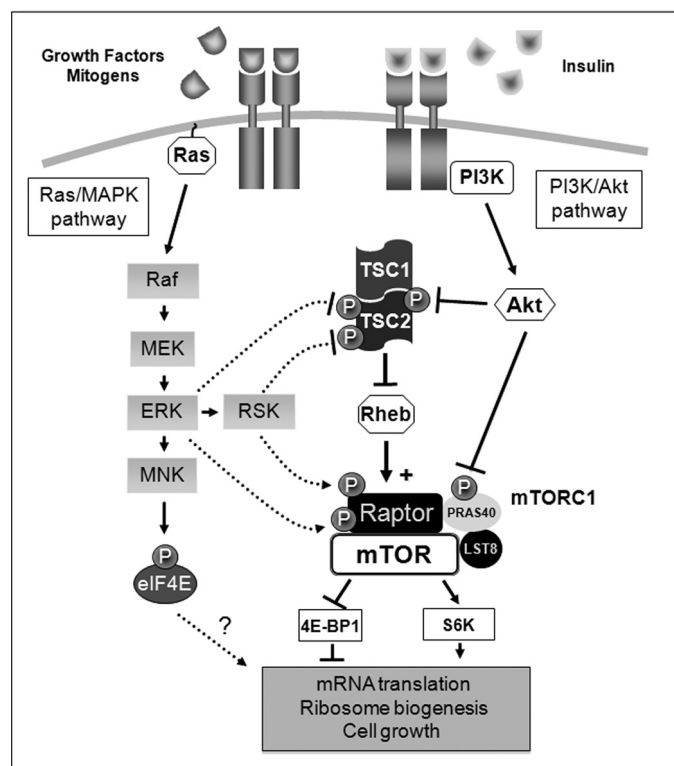 Growth Factors
Mitogens
Insulin
Ras
PI3K
Ras/MAPK
pathway
PI3K/Akt
pathway
TSC1
Raf
P
P
Akt
TSC2
P
MEK
ERK
RSK
Rheb
MNK
+
P
P
Raptor
PRAS40
mTORC1
P
mTOR
LST8
P
eIF4E
?
4E-BP1
S6K
mRNA translation
Ribosome biogenesis
Cell growth